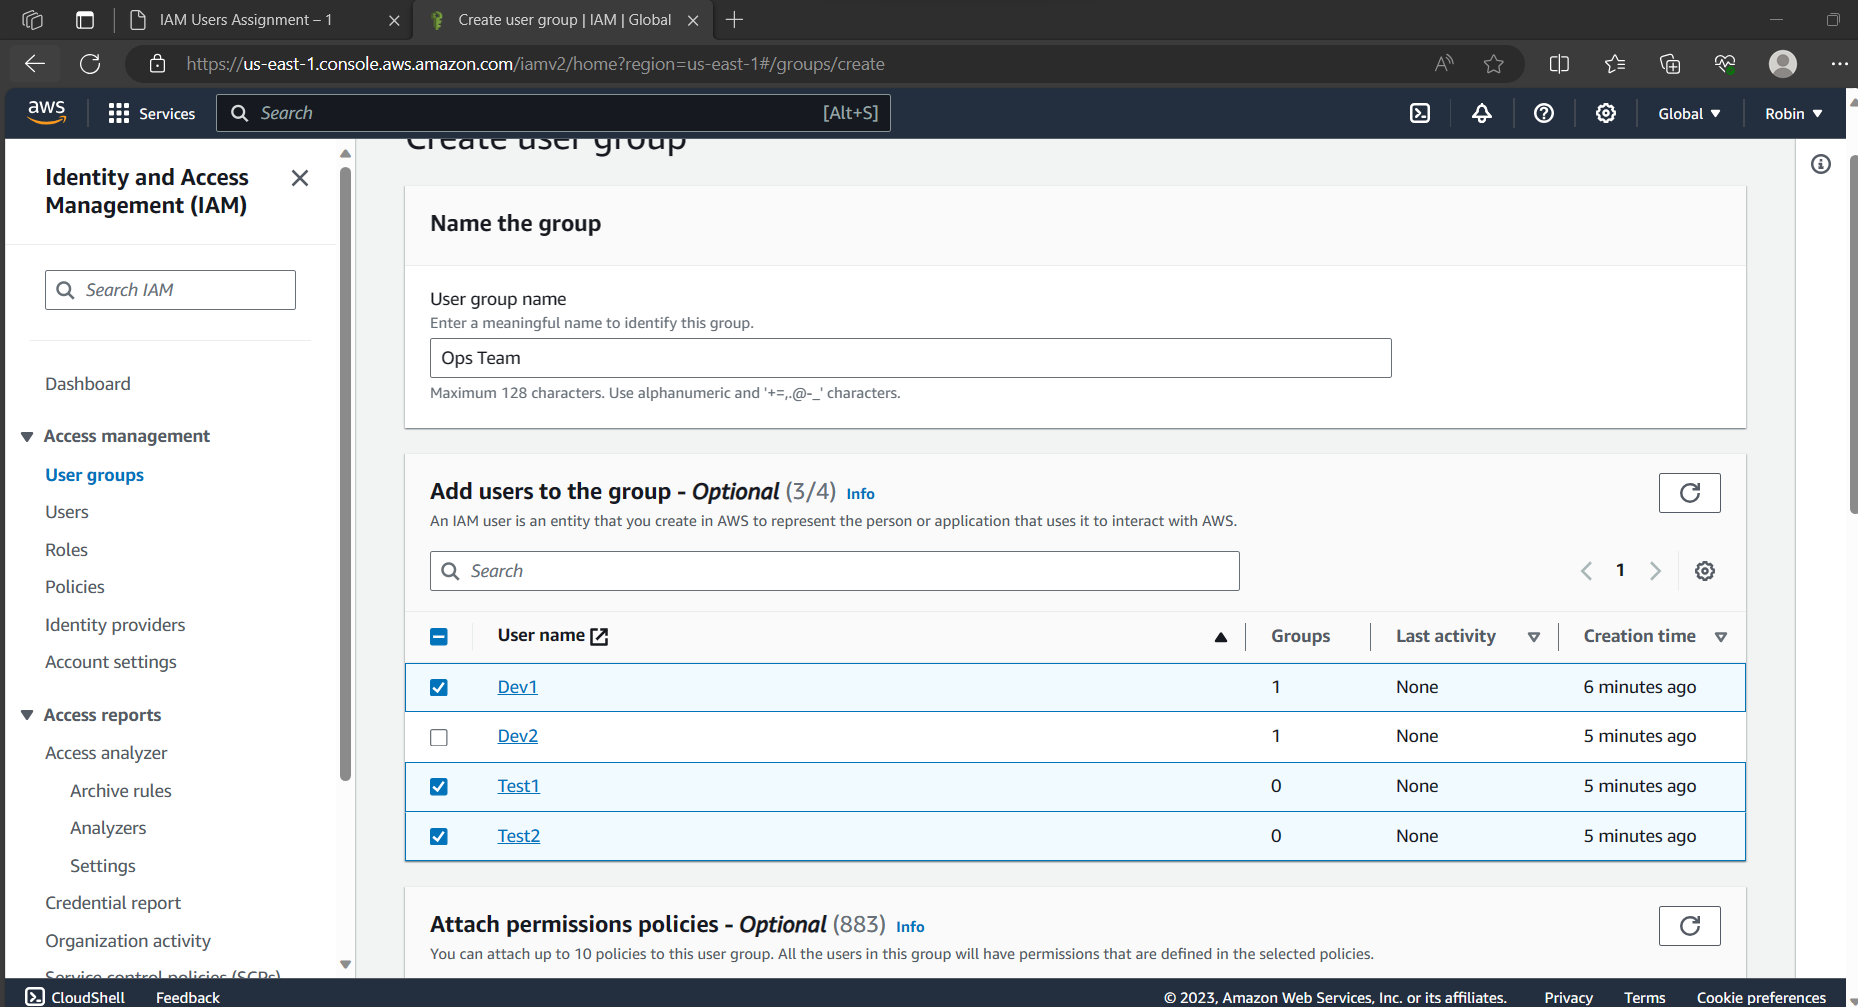 IAM Users Assignment – 1
Create user group | IAM | Global
https://us-east-1.console.aws.amazon.com/iamv2/home?region=us-east-1#/groups/create
aws
Services
Search
[Alt+S]
Global
Robin
Identity and Access
Management (IAM)
Search IAM
Dashboard
Access management
User groups
Users
Roles
Policies
Identity providers
Account settings
Access reports
Access analyzer
Archive rules
Analyzers
Settings
Credential report
Organization activity
Service control policies (SCPs)
Create user group
Name the group
User group name
Enter a meaningful name to identify this group.
Ops Team
Maximum 128 characters. Use alphanumeric and '+=,.@-_' characters.
Add users to the group - Optional (3/4) Info
An IAM user is an entity that you create in AWS to represent the person or application that uses it to interact with AWS.
Search
1
User name Groups Last activity Creation time
Dev1 1 None 6 minutes ago
Dev2 1 None 5 minutes ago
Test1 0 None 5 minutes ago
Test2 0 None 5 minutes ago
Attach permissions policies - Optional (883) Info
You can attach up to 10 policies to this user group. All the users in this group will have permissions that are defined in the selected policies.
CloudShell Feedback © 2023, Amazon Web Services, Inc. or its affiliates. Privacy Terms Cookie preferences